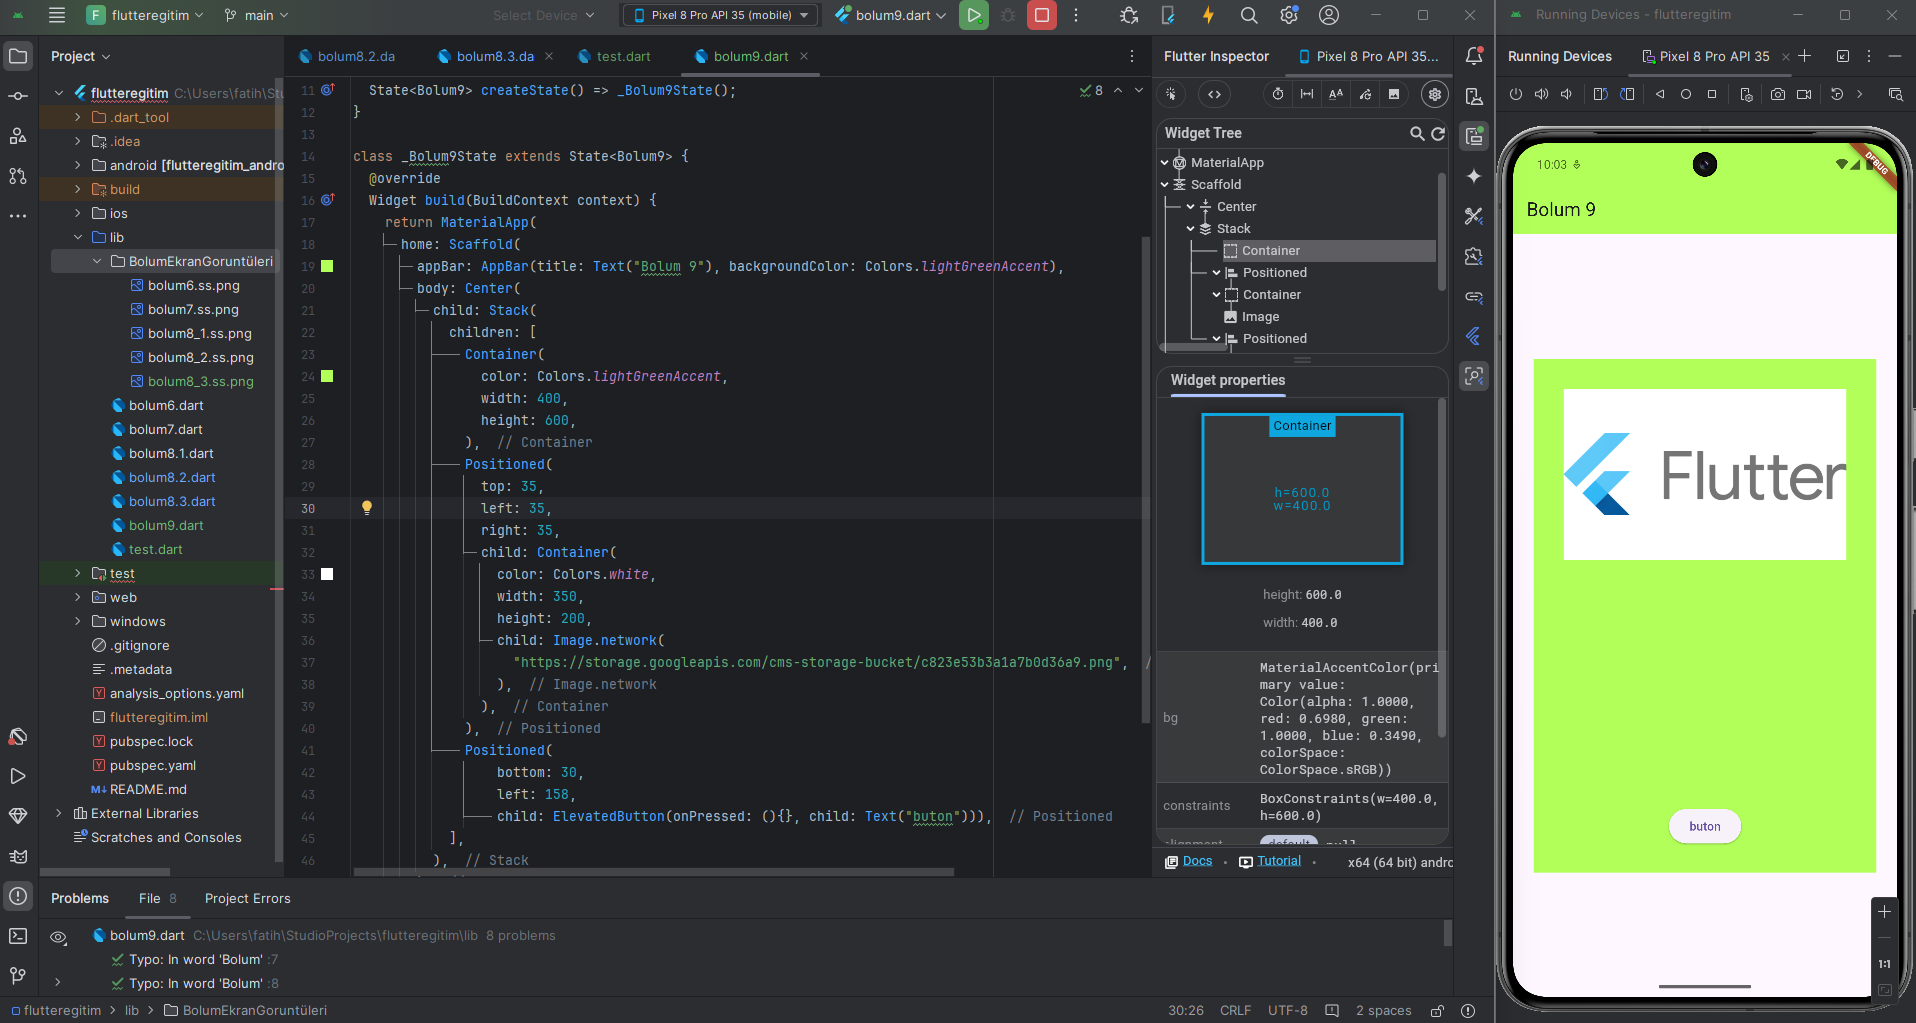 flutteregitim
main
Select Device
Pixel 8 Pro API 35 (mobile)
bolum9.dart
Running Devices - flutteregitim
Project
bolum8.2.da
bolum8.3.da
test.dart
bolum9.dart
Flutter Inspector
Pixel 8 Pro API 35...
Running Devices
Pixel 8 Pro API 35
flutteregitim C:\Users\fatih\Stu
.dart_tool
.idea
android [flutteregitim_andro
build
ios
lib
BolumEkranGoruntüleri
bolum6.ss.png
bolum7.ss.png
bolum8_1.ss.png
bolum8_2.ss.png
bolum8_3.ss.png
bolum6.dart
bolum7.dart
bolum8.1.dart
bolum8.2.dart
bolum8.3.dart
bolum9.dart
test.dart
test
web
windows
.gitignore
.metadata
analysis_options.yaml
flutteregitim.iml
pubspec.lock
pubspec.yaml
README.md
External Libraries
Scratches and Consoles
8
11 State<Bolum9> createState() => _Bolum9State();
12 }
13
14 class _Bolum9State extends State<Bolum9> {
15 @override
16 Widget build(BuildContext context) {
17 return MaterialApp(
18 home: Scaffold(
19 appBar: AppBar(title: Text("Bolum 9"), backgroundColor: Colors.lightGreenAccent),
20 body: Center(
21 child: Stack(
22 children: [
23 Container(
24 color: Colors.lightGreenAccent,
25 width: 400,
26 height: 600,
27 ), // Container
28 Positioned(
29 top: 35,
30 left: 35,
31 right: 35,
32 child: Container(
33 color: Colors.white,
34 width: 350,
35 height: 200,
36 child: Image.network(
37 "https://storage.googleapis.com/cms-storage-bucket/c823e53b3a1a7b0d36a9.png", /
38 ), // Image.network
39 ), // Container
40 ), // Positioned
41 Positioned(
42 bottom: 30,
43 left: 158,
44 child: ElevatedButton(onPressed: (){}, child: Text("buton"))), // Positioned
45 ],
46 ), // Stack
Widget Tree
MaterialApp
Scaffold
Center
Stack
Container
Positioned
Container
Image
Positioned
Widget properties
Container
h=600.0
w=400.0
height: 600.0
width: 400.0
bg
MaterialAccentColor(pri
mary value:
Color(alpha: 1.0000,
red: 0.6980, green:
1.0000, blue: 0.3490,
colorSpace:
ColorSpace.sRGB))
constraints
BoxConstraints(w=400.0,
h=600.0)
alignment
default null
Docs
Tutorial
x64 (64 bit) andro
10:03
DEBUG
Bolum 9
Flutter
buton
1:1
Problems
File 8
Project Errors
bolum9.dart C:\Users\fatih\StudioProjects\flutteregitim\lib 8 problems
Typo: In word 'Bolum' :7
Typo: In word 'Bolum' :8
flutteregitim > lib > BolumEkranGoruntüleri
30:26
CRLF
UTF-8
2 spaces